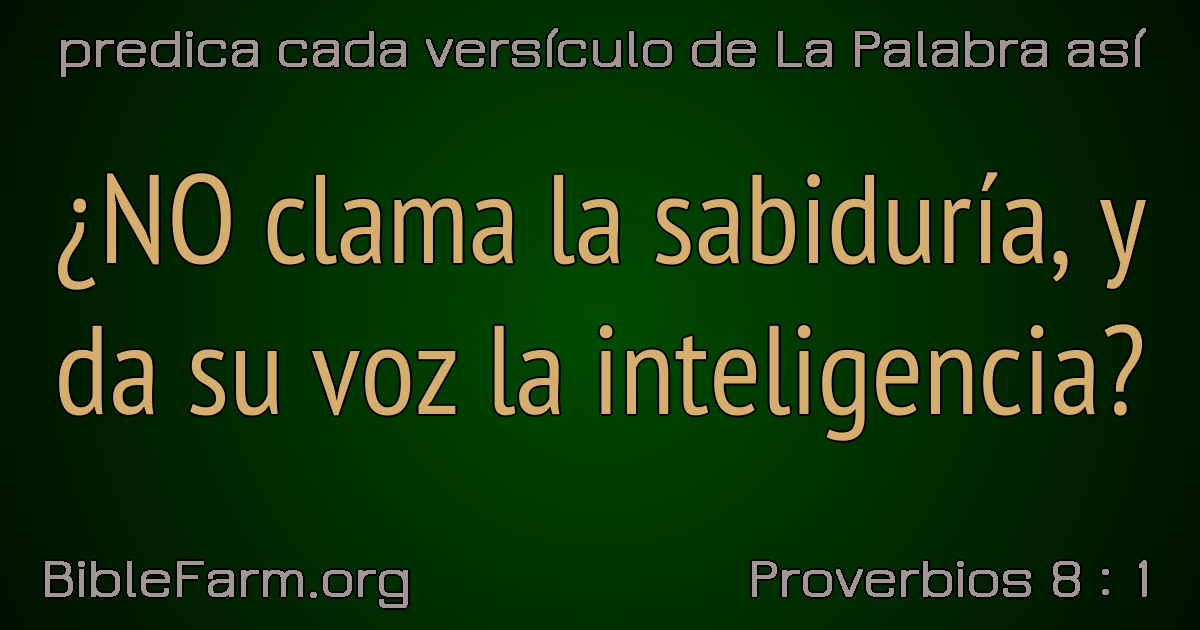 predica cada versículo de La Palabra así
¿NO clama la sabiduría, y
da su voz la inteligencia?
BibleFarm.org
Proverbios 8 : 1